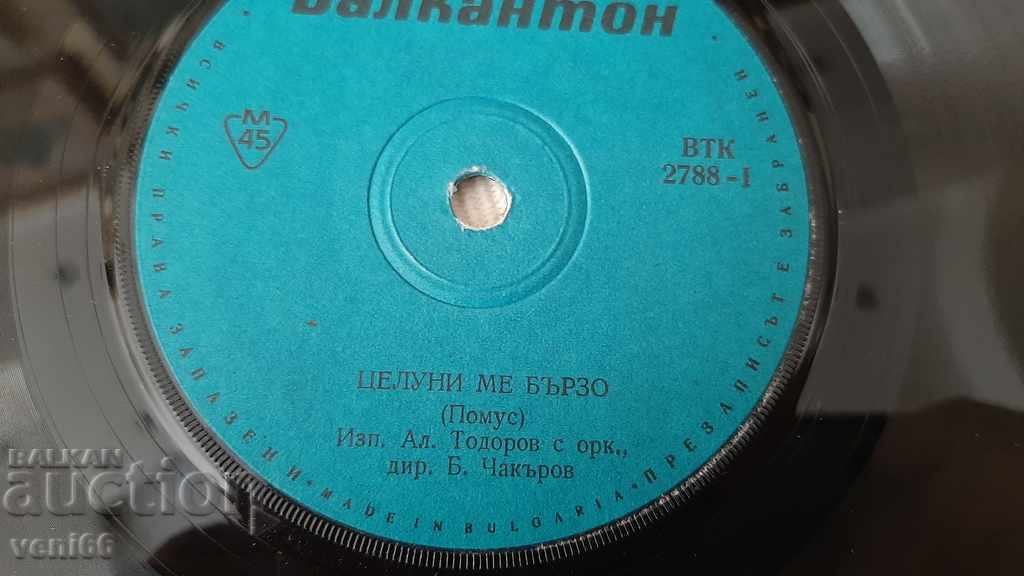 Балкантон
М
45
ВТК
2788-I
ЦЕЛУНИ МЕ БЪРЗО
(Помус)
Изп. Ал. Тодоров с орк.,
дир. Б. Чакъров
ВСИЧКИ ПРАВА ЗАПАЗЕНИ • MADE IN BULGARIA • ПРЕЗАПИСЪТ Е ЗАБРАНЕН
BALKAN
auction
veni66